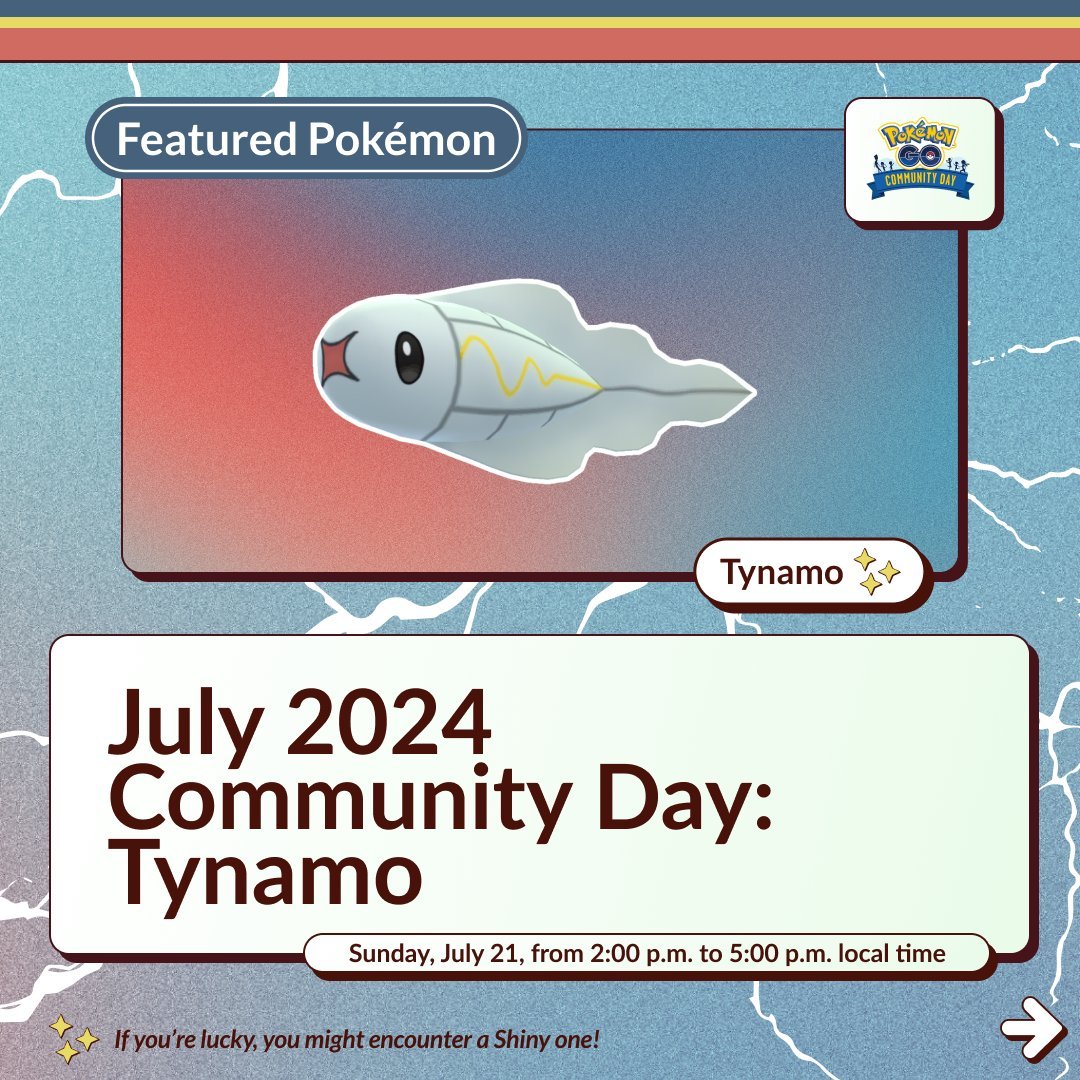 Featured Pokémon
POKéMON
GO
COMMUNITY DAY
Tynamo
July 2024
Community Day:
Tynamo
Sunday, July 21, from 2:00 p.m. to 5:00 p.m. local time
If you're lucky, you might encounter a Shiny one!